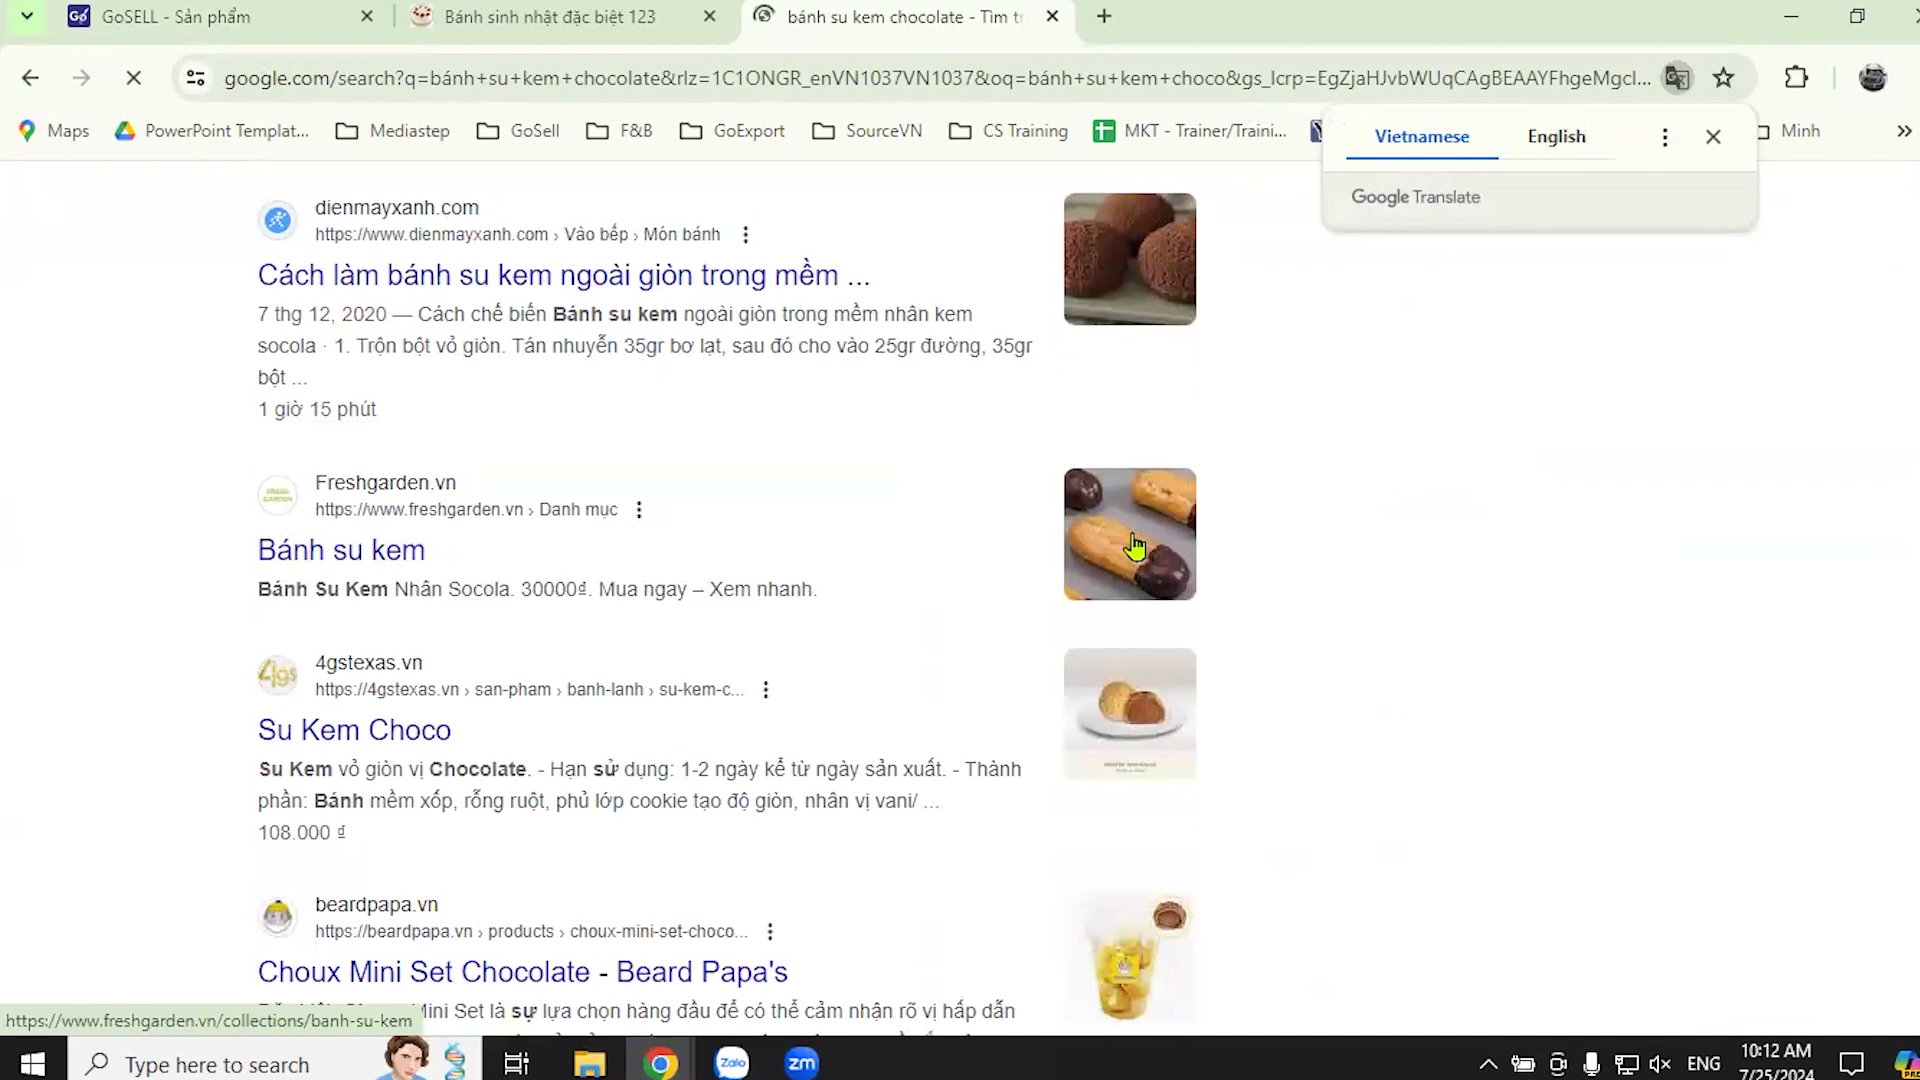 GoSELL - Sản phẩm
Bánh sinh nhật đặc biệt 123
bánh su kem chocolate - Tìm tr
google.com/search?q=bánh+su+kem+chocolate&rlz=1C1ONGR_enVN1037VN1037&oq=bánh+su+kem+choco&gs_lcrp=EgZjaHJvbWUqCAgBEAAYFhgeMgcI...
Maps
PowerPoint Templat...
Mediastep
GoSell
F&B
GoExport
SourceVN
CS Training
MKT - Trainer/Traini...
Minh
Vietnamese
English
Google Translate
dienmayxanh.com
https://www.dienmayxanh.com › Vào bếp › Món bánh
Cách làm bánh su kem ngoài giòn trong mềm ...
7 thg 12, 2020 — Cách chế biến Bánh su kem ngoài giòn trong mềm nhân kem
socola · 1. Trộn bột vỏ giòn. Tán nhuyễn 35gr bơ lạt, sau đó cho vào 25gr đường, 35gr
bột ...
1 giờ 15 phút
Freshgarden.vn
https://www.freshgarden.vn › Danh mục
Bánh su kem
Bánh Su Kem Nhân Socola. 30000₫. Mua ngay – Xem nhanh.
4gs
4gstexas.vn
https://4gstexas.vn › san-pham › banh-lanh › su-kem-c...
Su Kem Choco
Su Kem vỏ giòn vị Chocolate. - Hạn sử dụng: 1-2 ngày kể từ ngày sản xuất. - Thành
phần: Bánh mềm xốp, rỗng ruột, phủ lớp cookie tạo độ giòn, nhân vị vani/ ...
108.000 ₫
beardpapa.vn
https://beardpapa.vn › products › choux-mini-set-choco...
Choux Mini Set Chocolate - Beard Papa's
Mini Set là sự lựa chọn hàng đầu để có thể cảm nhận rõ vị hấp dẫn
https://www.freshgarden.vn/collections/banh-su-kem
Type here to search
Zalo
zm
ENG
10:12 AM
7/25/2024